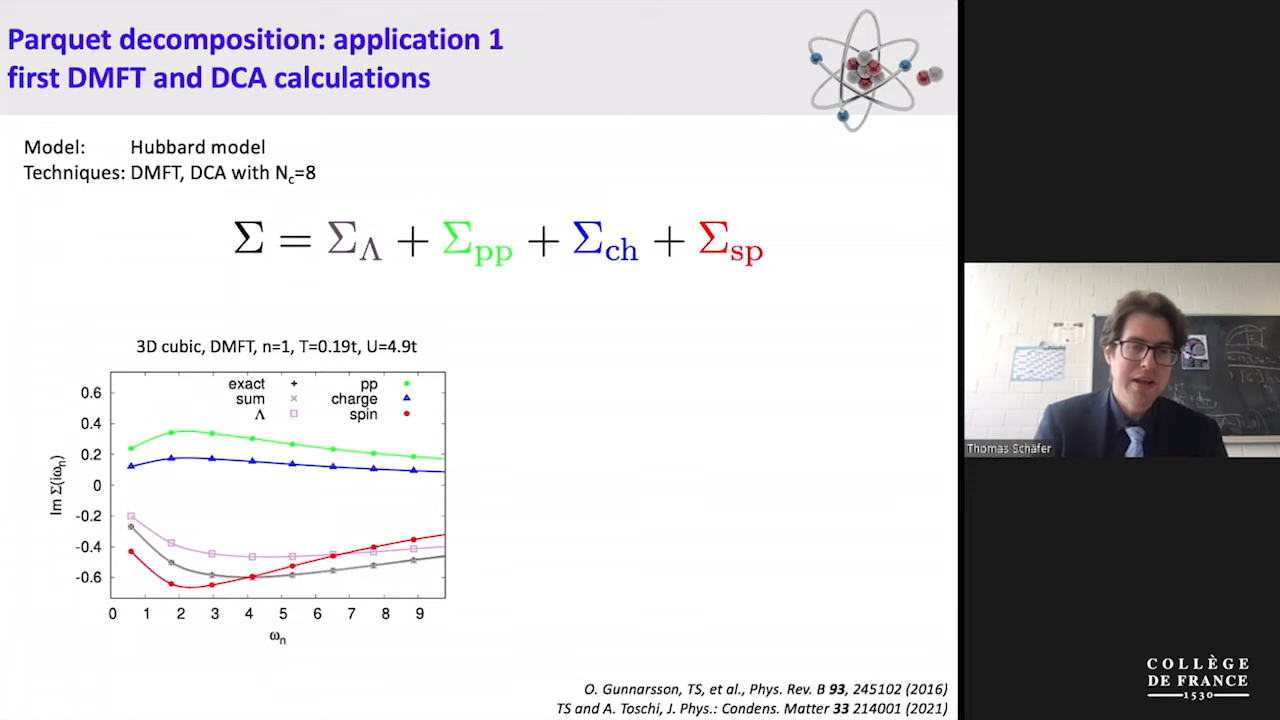 Parquet decomposition: application 1
first DMFT and DCA calculations
Model: Hubbard model
Techniques: DMFT, DCA with Nc=8
Σ = ΣΛ + Σpp + Σch + Σsp
3D cubic, DMFT, n=1, T=0.19t, U=4.9t
exact pp
sum charge
Λ spin
0.6
0.4
0.2
0
-0.2
-0.4
-0.6
Im Σ(iωn)
0 1 2 3 4 5 6 7 8 9
ωn
O. Gunnarsson, TS, et al., Phys. Rev. B 93, 245102 (2016)
TS and A. Toschi, J. Phys.: Condens. Matter 33 214001 (2021)
Thomas Schäfer
COLLÈGE
DE FRANCE
1530